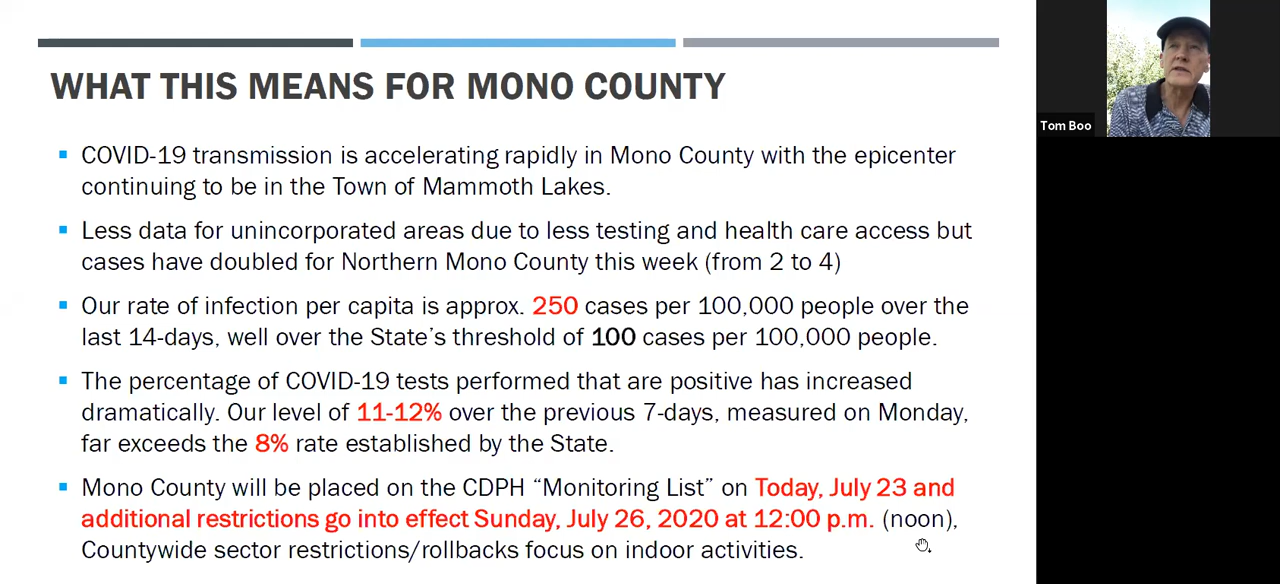 WHAT THIS MEANS FOR MONO COUNTY
Tom Boo
▪ COVID-19 transmission is accelerating rapidly in Mono County with the epicenter
continuing to be in the Town of Mammoth Lakes.
▪ Less data for unincorporated areas due to less testing and health care access but
cases have doubled for Northern Mono County this week (from 2 to 4)
▪ Our rate of infection per capita is approx. 250 cases per 100,000 people over the
last 14-days, well over the State’s threshold of 100 cases per 100,000 people.
▪ The percentage of COVID-19 tests performed that are positive has increased
dramatically. Our level of 11-12% over the previous 7-days, measured on Monday,
far exceeds the 8% rate established by the State.
▪ Mono County will be placed on the CDPH “Monitoring List” on Today, July 23 and
additional restrictions go into effect Sunday, July 26, 2020 at 12:00 p.m. (noon),
Countywide sector restrictions/rollbacks focus on indoor activities.